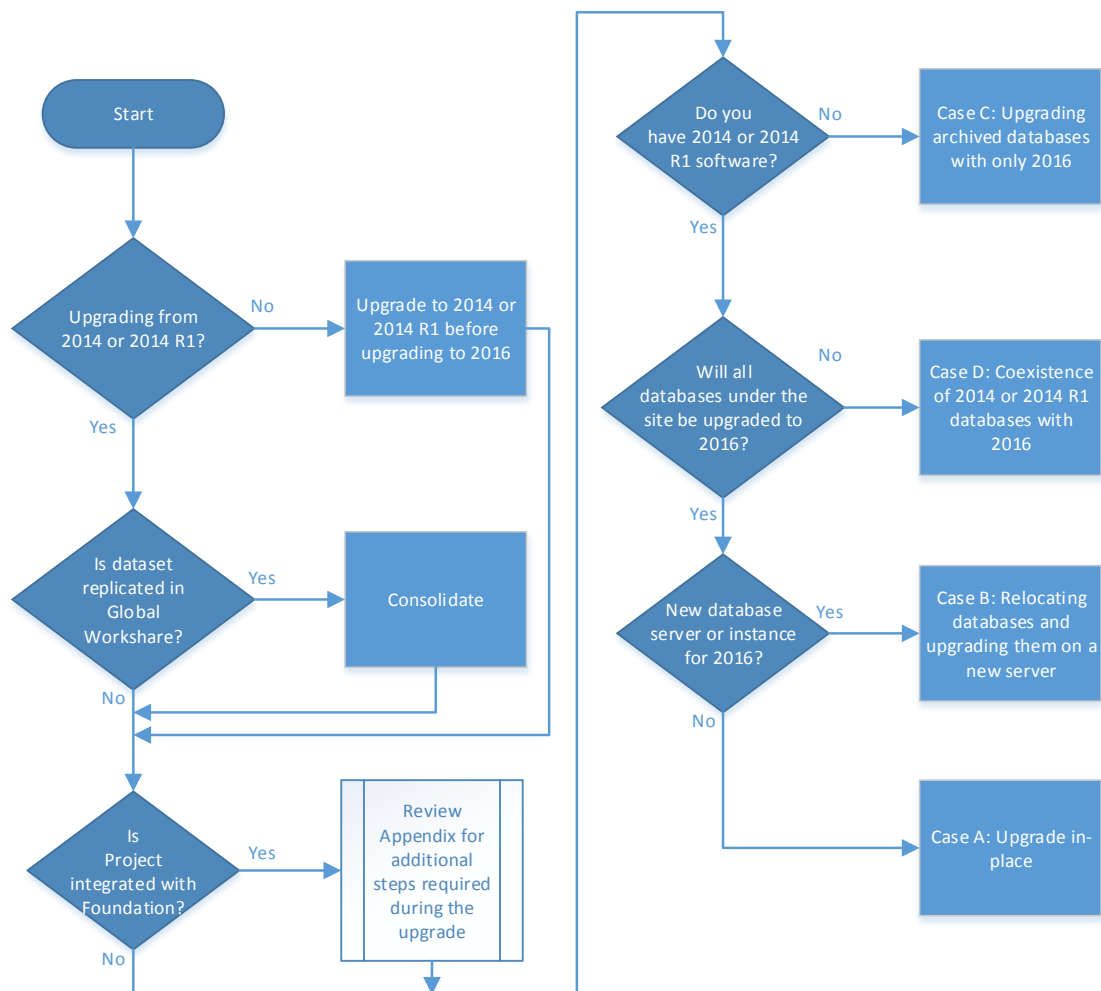 Start
Upgrading from
2014 or 2014 R1?
No
Upgrade to 2014 or
2014 R1 before
upgrading to 2016
Yes
Is dataset
replicated in
Global
Workshare?
Yes
Consolidate
No
Is
Project
integrated with
Foundation?
Yes
Review
Appendix for
additional
steps required
during the
upgrade
No
Do you
have 2014 or 2014
R1 software?
No
Case C: Upgrading
archived databases
with only 2016
Yes
Will all
databases under the
site be upgraded to
2016?
No
Case D: Coexistence
of 2014 or 2014 R1
databases with
2016
Yes
New database
server or instance
for 2016?
Yes
Case B: Relocating
databases and
upgrading them on a
new server
No
Case A: Upgrade in-
place